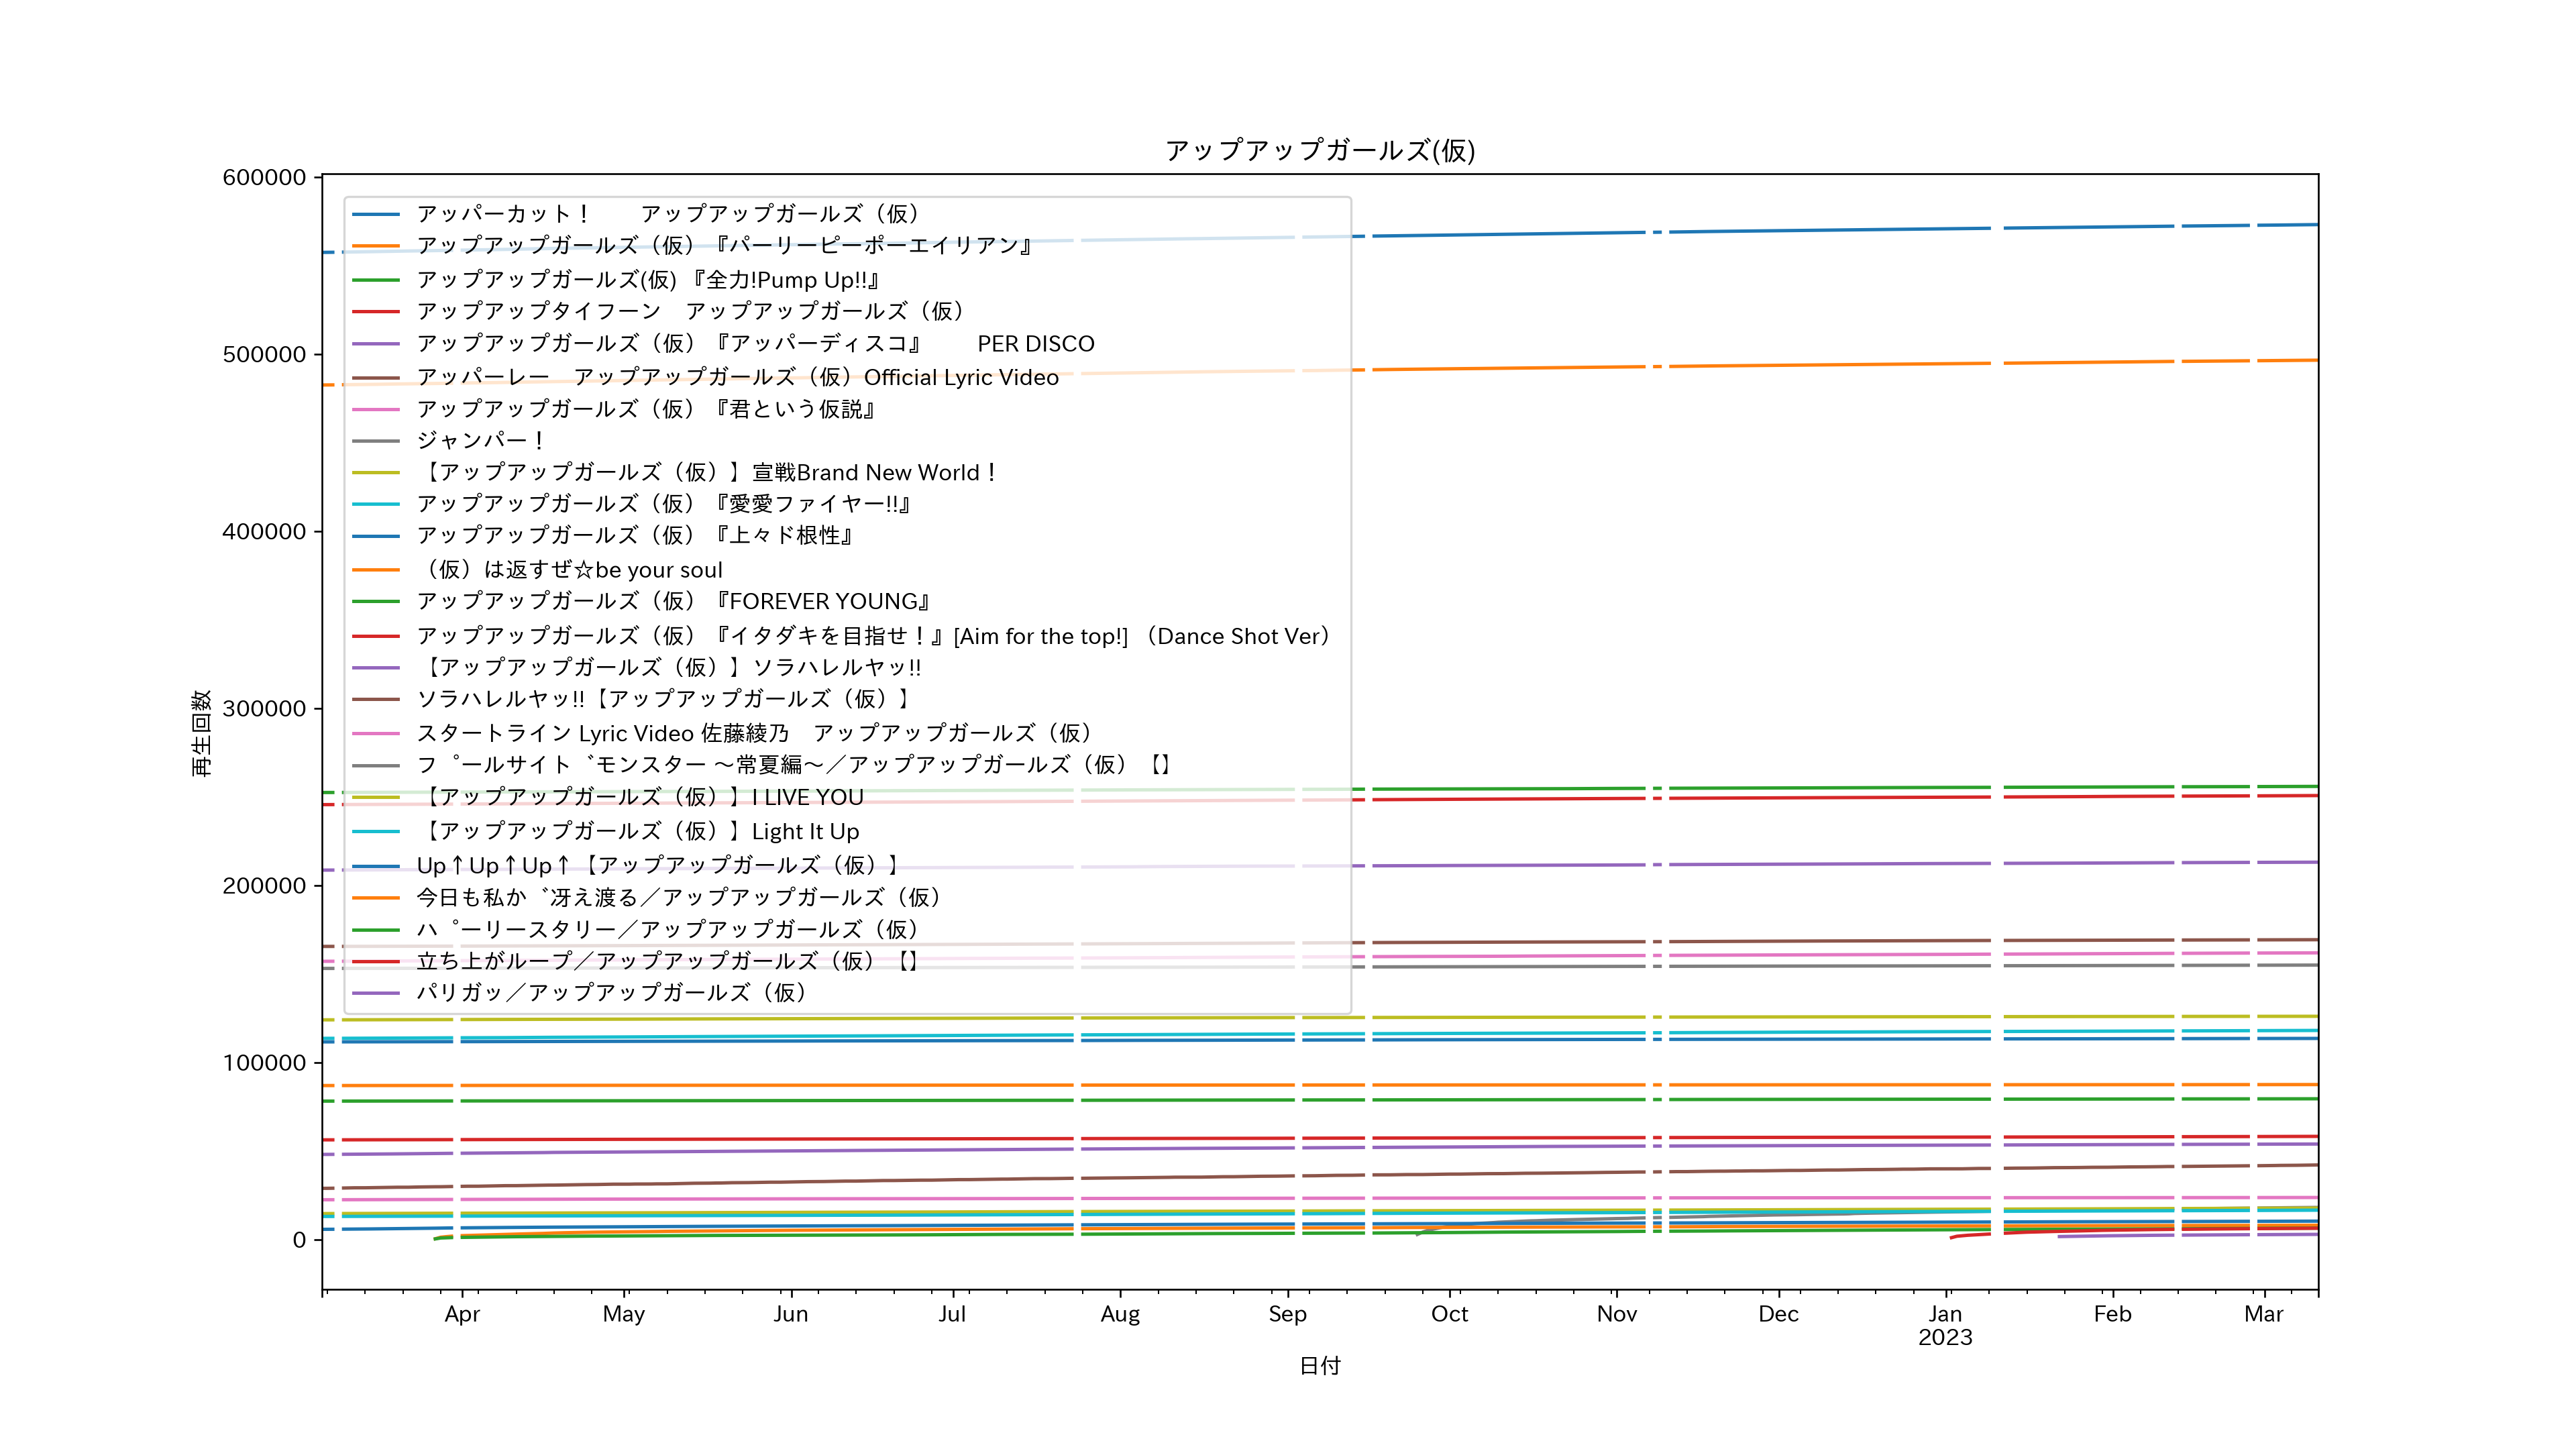 アップアップガールズ(仮)
600000
500000
400000
300000
200000
100000
0
再生回数
アッパーカット！　　アップアップガールズ（仮）
アップアップガールズ（仮）『パーリーピーポーエイリアン』
アップアップガールズ(仮) 『全力!Pump Up!!』
アップアップタイフーン　アップアップガールズ（仮）
アップアップガールズ（仮）『アッパーディスコ』　　PER DISCO
アッパーレー　アップアップガールズ（仮）Official Lyric Video
アップアップガールズ（仮）『君という仮説』
ジャンパー！
【アップアップガールズ（仮）】宣戦Brand New World！
アップアップガールズ（仮）『愛愛ファイヤー!!』
アップアップガールズ（仮）『上々ド根性』
（仮）は返すぜ☆be your soul
アップアップガールズ（仮）『FOREVER YOUNG』
アップアップガールズ（仮）『イタダキを目指せ！』[Aim for the top!] （Dance Shot Ver）
【アップアップガールズ（仮）】ソラハレルヤッ!!
ソラハレルヤッ!!【アップアップガールズ（仮）】
スタートライン Lyric Video 佐藤綾乃　アップアップガールズ（仮）
フ゜ールサイト゛モンスター 〜常夏編〜／アップアップガールズ（仮）【】
【アップアップガールズ（仮）】I LIVE YOU
【アップアップガールズ（仮）】Light It Up
Up↑Up↑Up↑【アップアップガールズ（仮）】
今日も私か゛冴え渡る／アップアップガールズ（仮）
ハ゜ーリースタリー／アップアップガールズ（仮）
立ち上がループ／アップアップガールズ（仮）【】
パリガッ／アップアップガールズ（仮）
Apr May Jun Jul Aug Sep Oct Nov Dec Jan Feb Mar
2023
日付